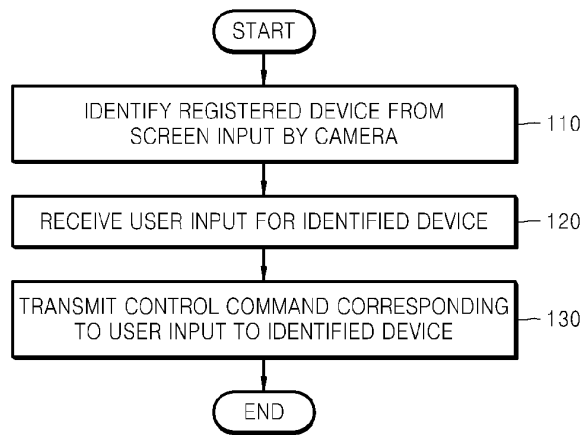 START
IDENTIFY REGISTERED DEVICE FROM
SCREEN INPUT BY CAMERA
110
RECEIVE USER INPUT FOR IDENTIFIED DEVICE
120
TRANSMIT CONTROL COMMAND CORRESPONDING
TO USER INPUT TO IDENTIFIED DEVICE
130
END